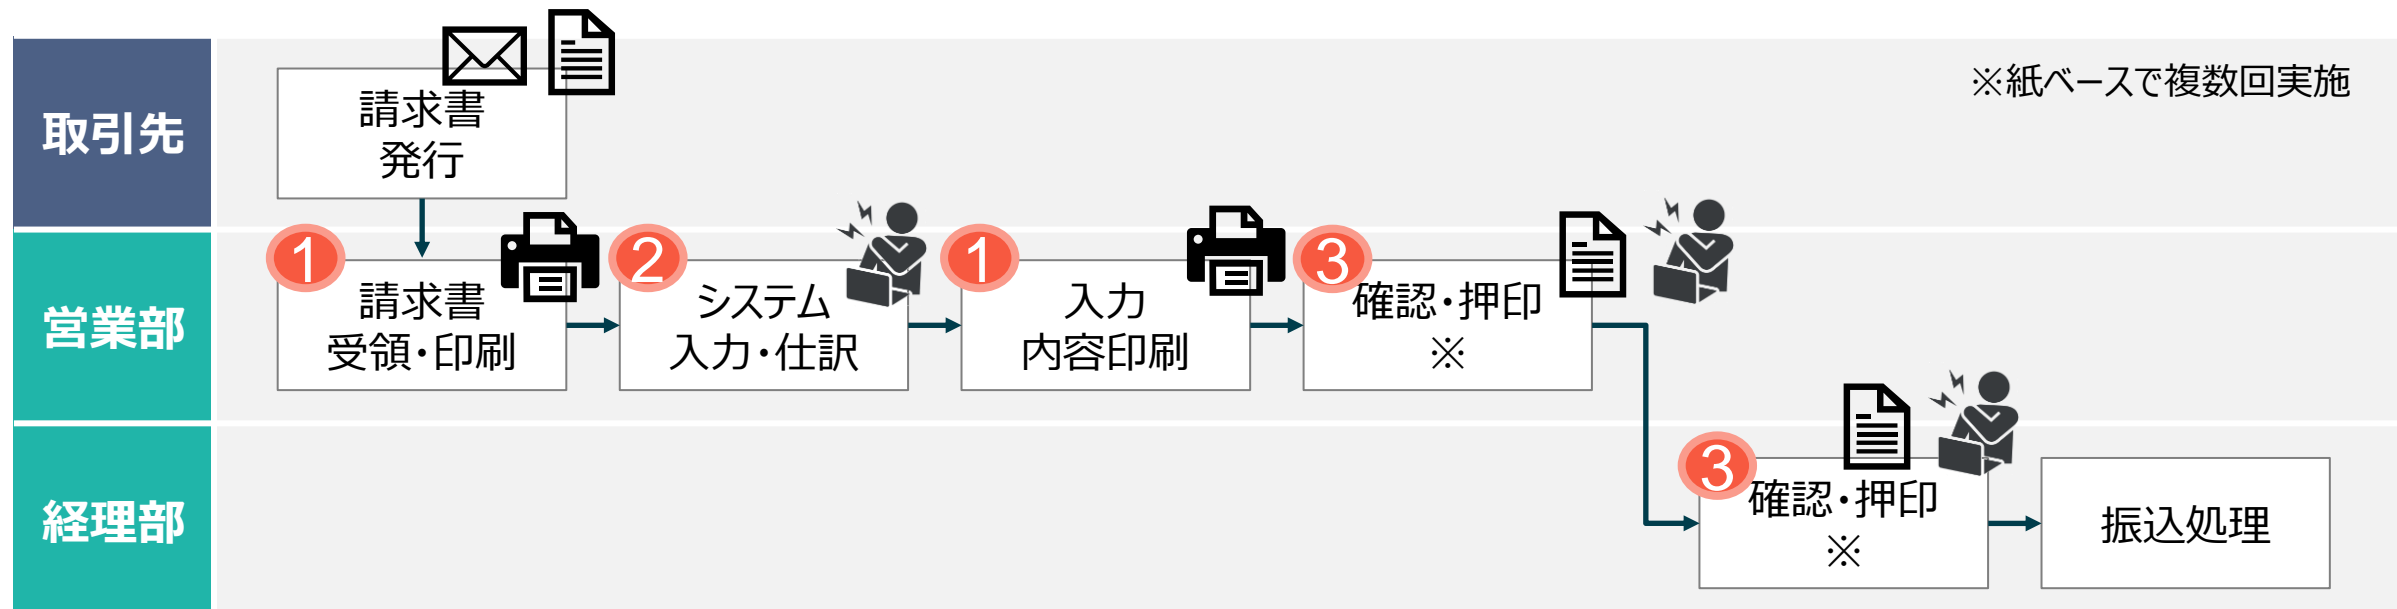 ※紙ベースで複数回実施
取引先
請求書
発行
営業部
1
請求書
受領・印刷
2
システム
入力・仕訳
1
入力
内容印刷
3
確認・押印
※
経理部
3
確認・押印
※
振込処理